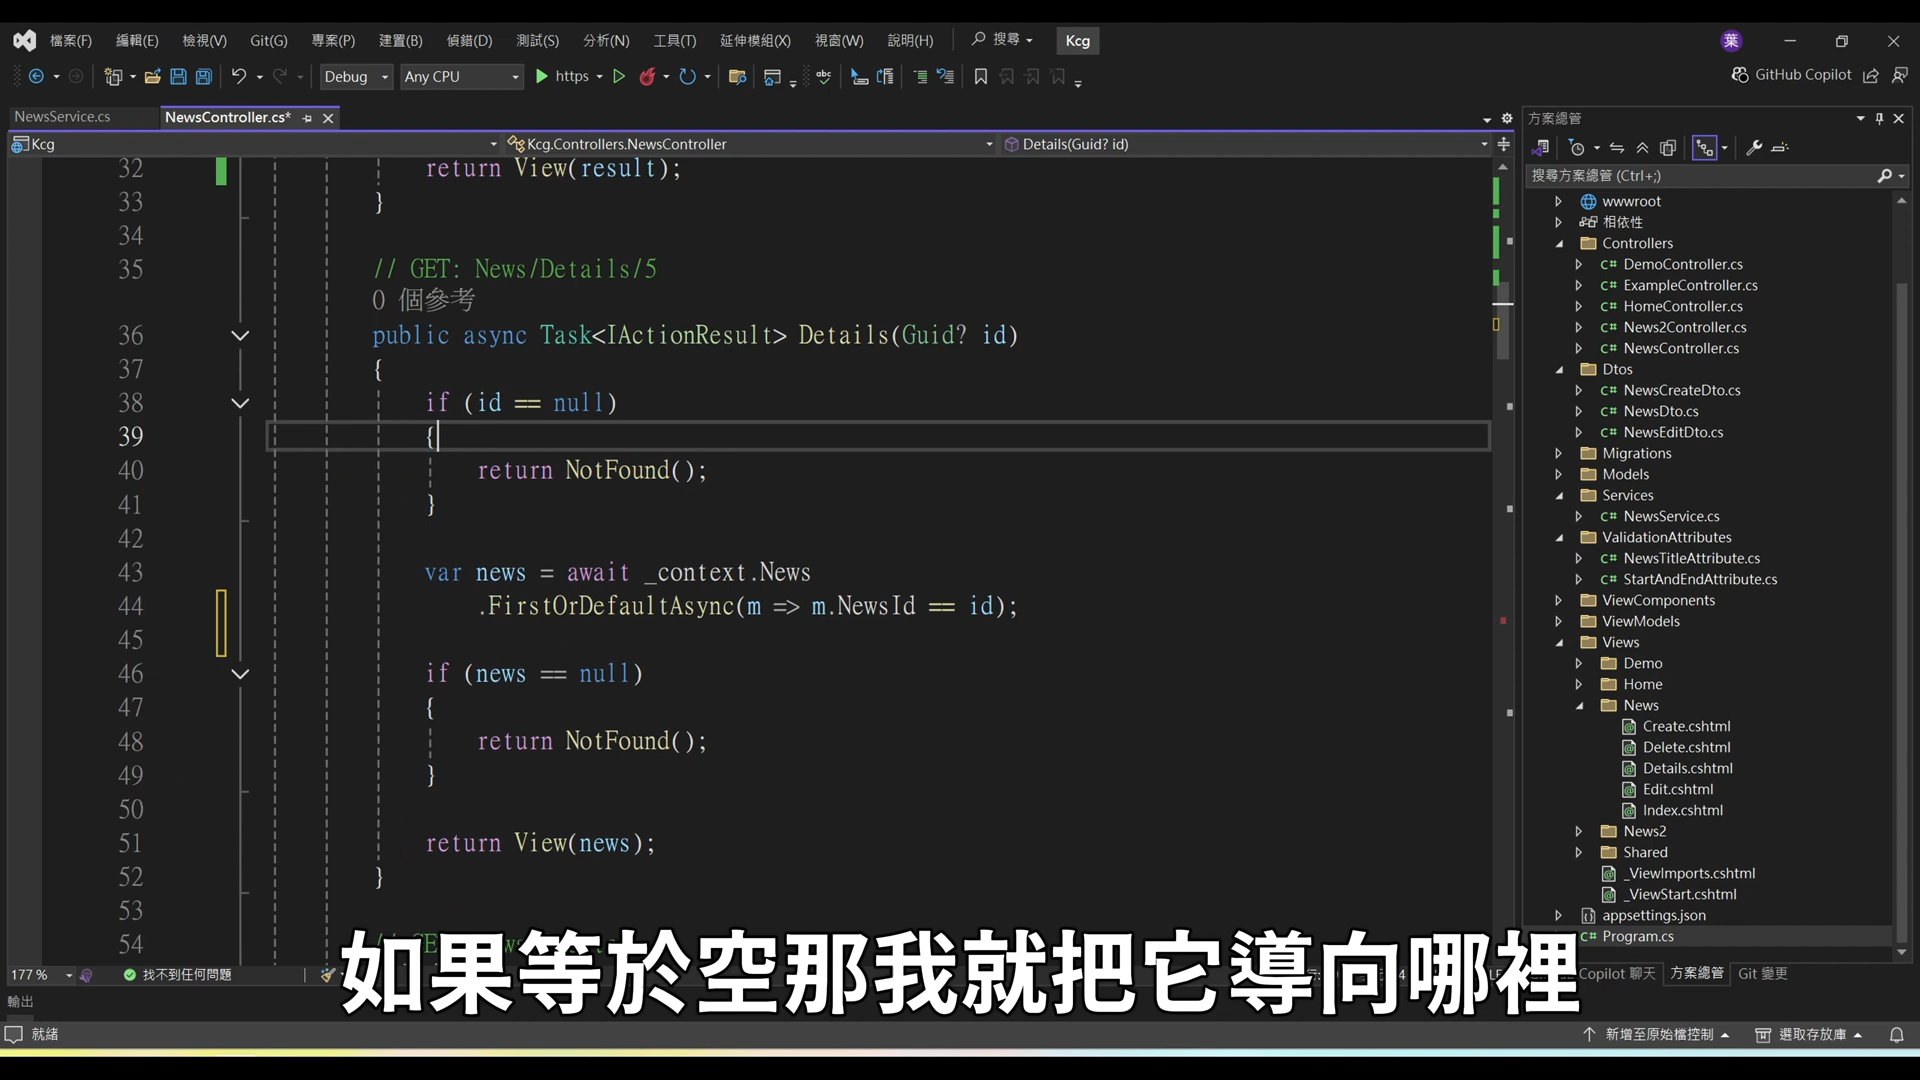 檔案(F) 編輯(E) 檢視(V) Git(G) 專案(P) 建置(B) 偵錯(D) 測試(S) 分析(N) 工具(T) 延伸模組(X) 視窗(W) 說明(H) 搜尋 Kcg 葉
Debug Any CPU https GitHub Copilot
NewsService.cs NewsController.cs*
Kcg Kcg.Controllers.NewsController Details(Guid? id)
32 return View(result);
33 }
34
35 // GET: News/Details/5
0 個參考
36 public async Task<IActionResult> Details(Guid? id)
37 {
38 if (id == null)
39 {
40 return NotFound();
41 }
42
43 var news = await _context.News
44 .FirstOrDefaultAsync(m => m.NewsId == id);
45
46 if (news == null)
47 {
48 return NotFound();
49 }
50
51 return View(news);
52 }
53
54
177 % 找不到任何問題
輸出
就緒
方案總管
搜尋方案總管 (Ctrl+;)
wwwroot
相依性
Controllers
C# DemoController.cs
C# ExampleController.cs
C# HomeController.cs
C# News2Controller.cs
C# NewsController.cs
Dtos
C# NewsCreateDto.cs
C# NewsDto.cs
C# NewsEditDto.cs
Migrations
Models
Services
C# NewsService.cs
ValidationAttributes
C# NewsTitleAttribute.cs
C# StartAndEndAttribute.cs
ViewComponents
ViewModels
Views
Demo
Home
News
Create.cshtml
Delete.cshtml
Details.cshtml
Edit.cshtml
Index.cshtml
News2
Shared
_ViewImports.cshtml
_ViewStart.cshtml
appsettings.json
C# Program.cs
Copilot 聊天 方案總管 Git 變更
新增至原始檔控制 選取存放庫
如果等於空那我就把它導向哪裡